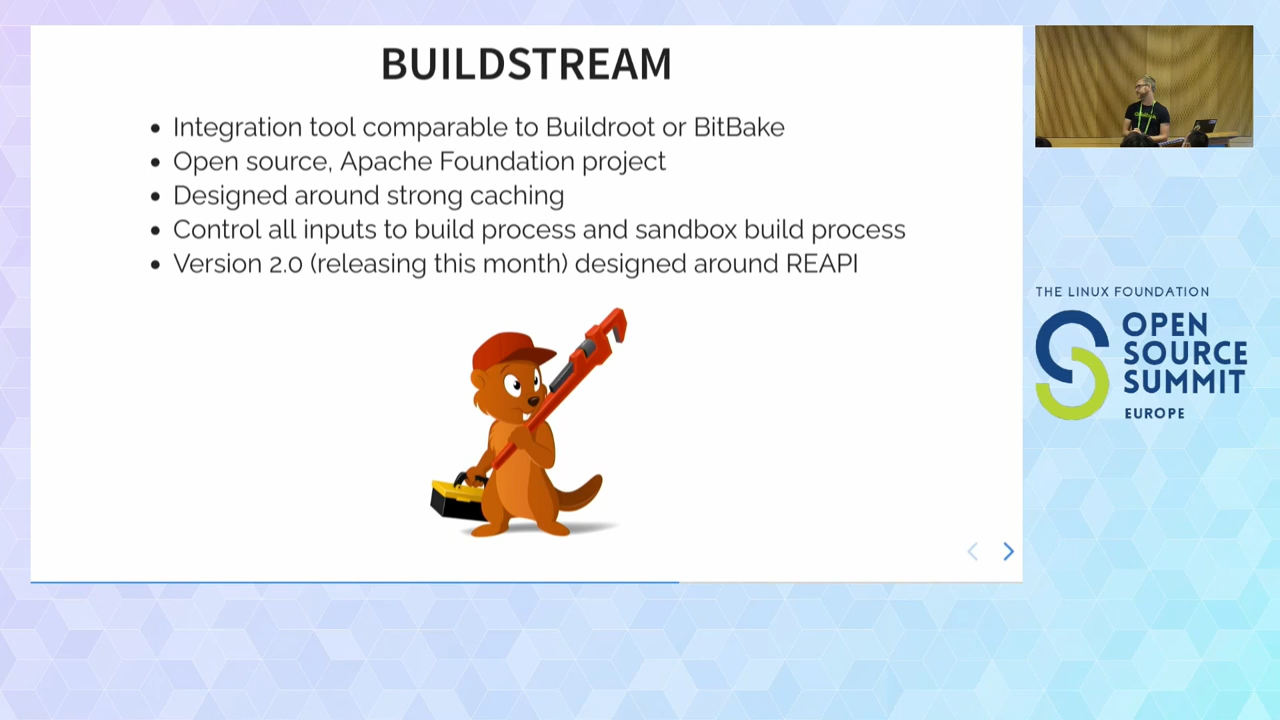 BUILDSTREAM
Integration tool comparable to Buildroot or BitBake
Open source, Apache Foundation project
Designed around strong caching
Control all inputs to build process and sandbox build process
Version 2.0 (releasing this month) designed around REAPI
THE LINUX FOUNDATION
OPEN
SOURCE
SUMMIT
EUROPE